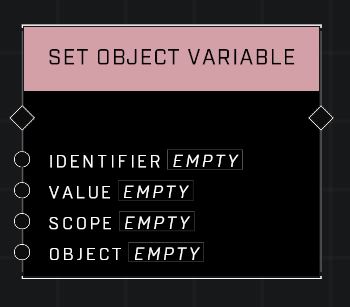 SET OBJECT VARIABLE
IDENTIFIER EMPTY
VALUE EMPTY
SCOPE EMPTY
OBJECT EMPTY